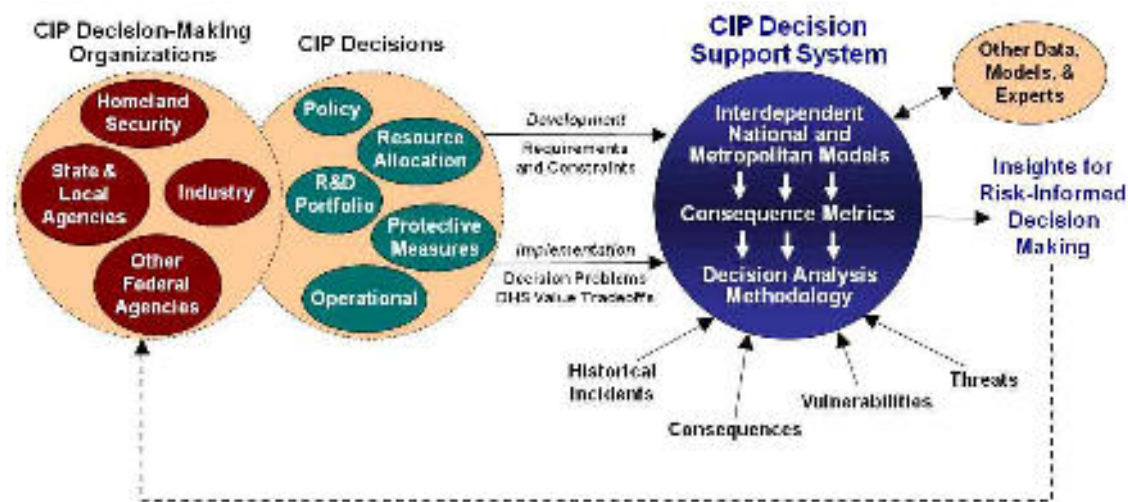 CIP Decision-Making
Organizations
Homeland
Security
State &
Local
Agencies
Industry
Other
Federal
Agencies
CIP Decisions
Policy
Resource
Allocation
R&D
Portfolio
Protective
Measures
Operational
Development
Requirements
and Constraints
Implementation
Decision Problems
DHS Value Tradeoffs
CIP Decision
Support System
Interdependent
National and
Metropolitan Models
Consequence Metrics
Decision Analysis
Methodology
Other Data,
Models, &
Experts
Insights for
Risk-Informed
Decision
Making
Historical
Incidents
Consequences
Vulnerabilities
Threats